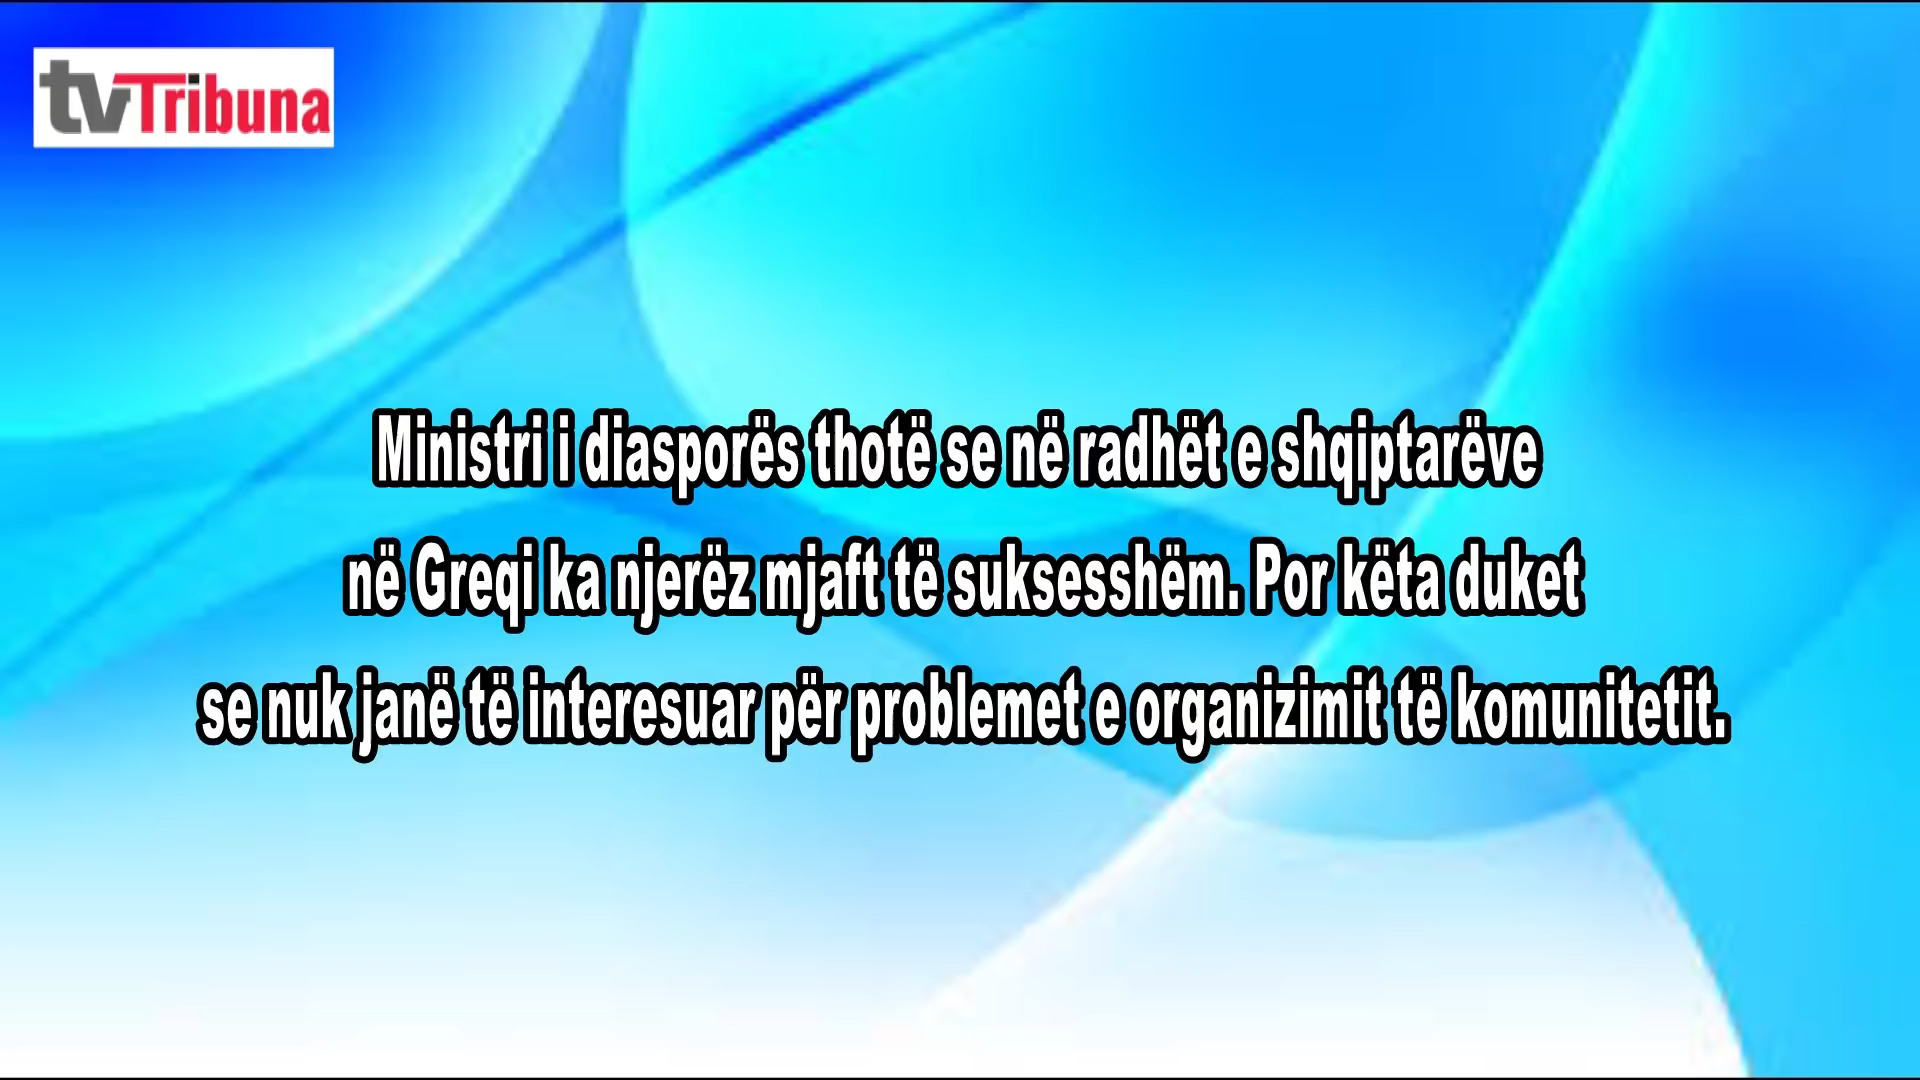 tvTribuna
Ministri i diasporës thotë se në radhët e shqiptarëve
në Greqi ka njerëz mjaft të suksesshëm. Por këta duket
se nuk janë të interesuar për problemet e organizimit të komunitetit.